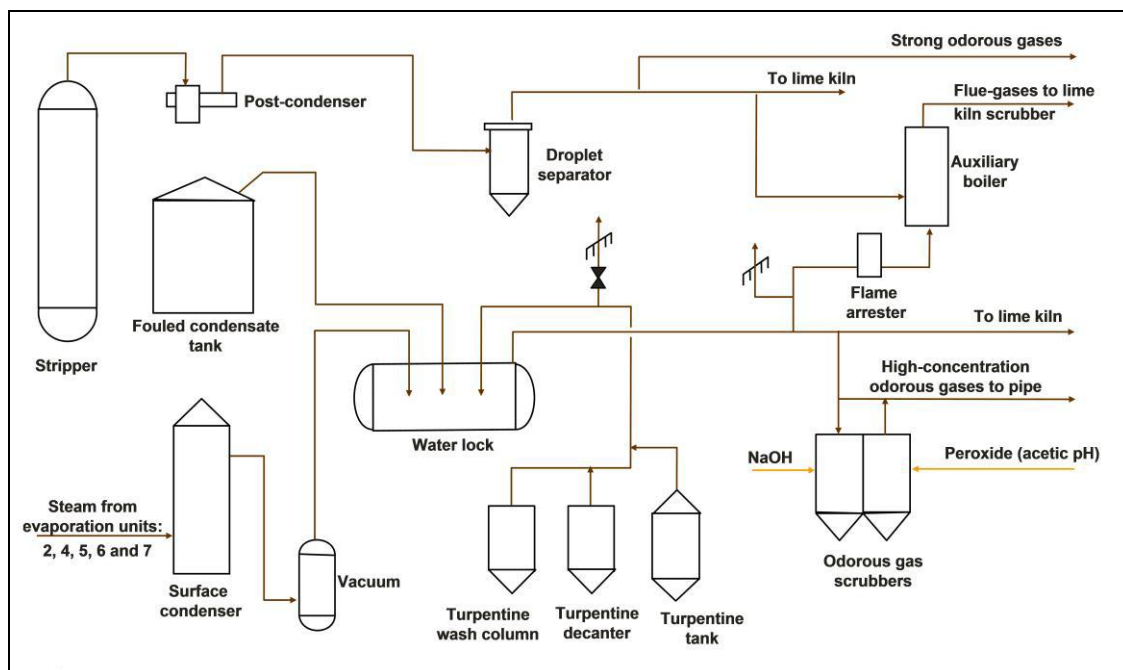 Strong odorous gases
To lime kiln
Flue-gases to lime
kiln scrubber
Post-condenser
Droplet
separator
Auxiliary
boiler
Flame
arrester
Fouled condensate
tank
Stripper
To lime kiln
High-concentration
odorous gases to pipe
Water lock
NaOH
Peroxide (acetic pH)
Steam from
evaporation units:
2, 4, 5, 6 and 7
Vacuum
Surface
condenser
Turpentine
wash column
Turpentine
decanter
Turpentine
tank
Odorous gas
scrubbers